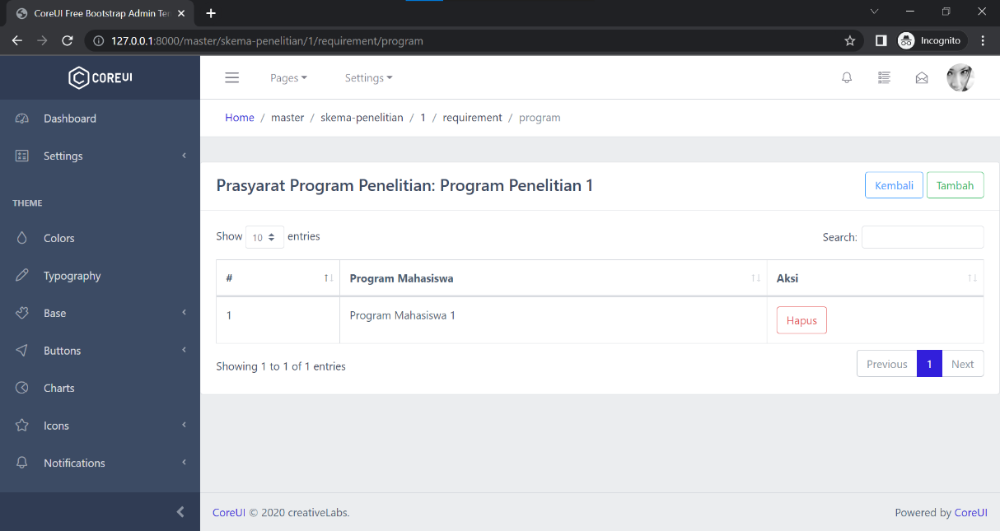 CoreUI Free Bootstrap Admin Ter
127.0.0.1:8000/master/skema-penelitian/1/requirement/program
Incognito
COREUI
Pages
Settings
Dashboard
Settings
THEME
Colors
Typography
Base
Buttons
Charts
Icons
Notifications
Home / master / skema-penelitian / 1 / requirement / program
Prasyarat Program Penelitian: Program Penelitian 1
Kembali
Tambah
Show 10 entries
Search:
# Program Mahasiswa Aksi
1 Program Mahasiswa 1 Hapus
Showing 1 to 1 of 1 entries
Previous 1 Next
CoreUI © 2020 creativeLabs.
Powered by CoreUI